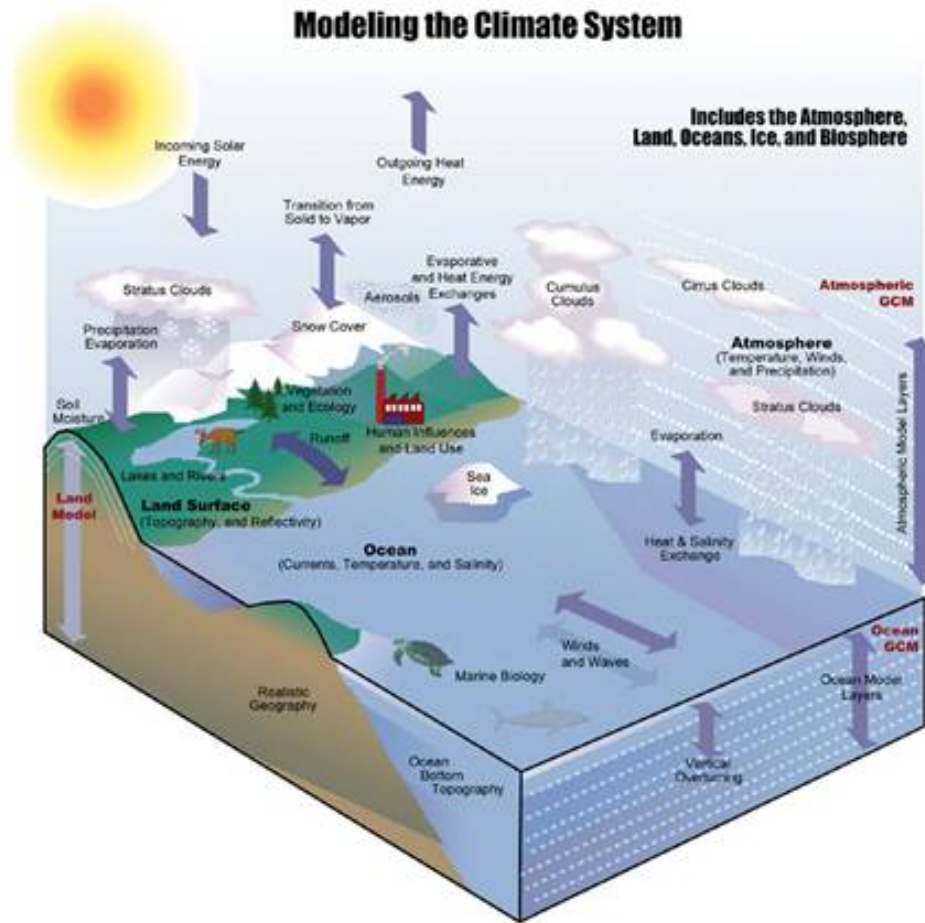 Modeling the Climate System
Includes the Atmosphere,
Land, Oceans, Ice, and Biosphere
Incoming Solar
Energy
Outgoing Heat
Energy
Transition from
Solid to Vapor
Evaporative
and Heat Energy
Exchanges
Stratus Clouds
Aerosols
Cumulus
Clouds
Cirrus Clouds
Atmospheric
GCM
Precipitation
Evaporation
Snow Cover
Atmosphere
(Temperature, Winds,
and Precipitation)
Vegetation
and Ecology
Stratus Clouds
Soil
Moisture
Runoff
Human Influences
and Land Use
Evaporation
Atmospheric Model Layers
Lakes and Rivers
Sea
Ice
Land
Model
Land Surface
(Topography, and Reflectivity)
Ocean
(Currents, Temperature, and Salinity)
Heat & Salinity
Exchange
Ocean
GCM
Winds
and Waves
Marine Biology
Ocean Model
Layers
Realistic
Geography
Ocean
Bottom
Topography
Vertical
Overturning